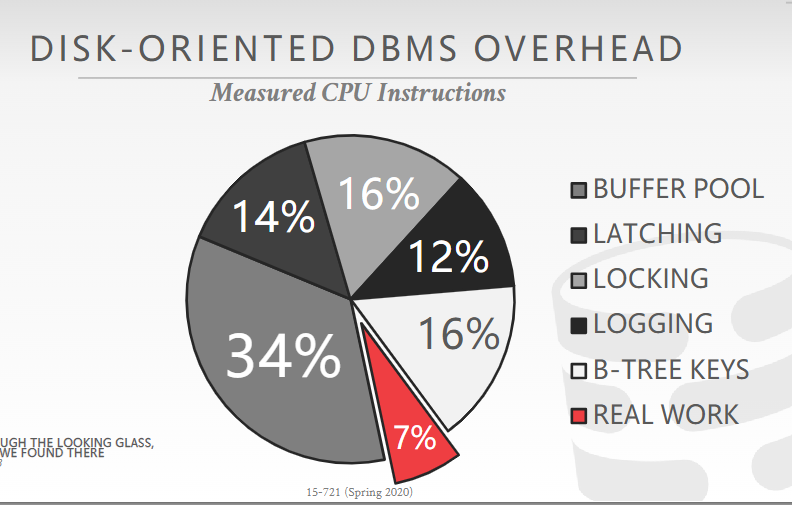 DISK-ORIENTED DBMS OVERHEAD
Measured CPU Instructions
16%
14%
12%
16%
34%
7%
BUFFER POOL
LATCHING
LOCKING
LOGGING
B-TREE KEYS
REAL WORK
UGH THE LOOKING GLASS,
WE FOUND THERE
15-721 (Spring 2020)